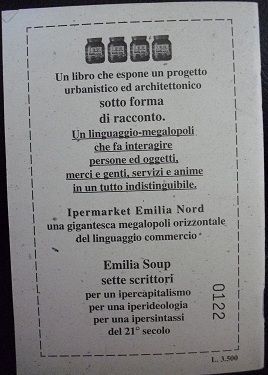 Un libro che espone un progetto
urbanistico ed architettonico
sotto forma
di racconto.
Un linguaggio-megalopoli
che fa interagire
persone ed oggetti,
merci e genti, servizi e anime
in un tutto indistinguibile.
Ipermarket Emilia Nord
una gigantesca megalopoli orizzontale
del linguaggio commercio
Emilia Soup
sette scrittori
per un ipercapitalismo
per una iperideologia
per una ipersintassi
del 21° secolo
0122
L. 3.500